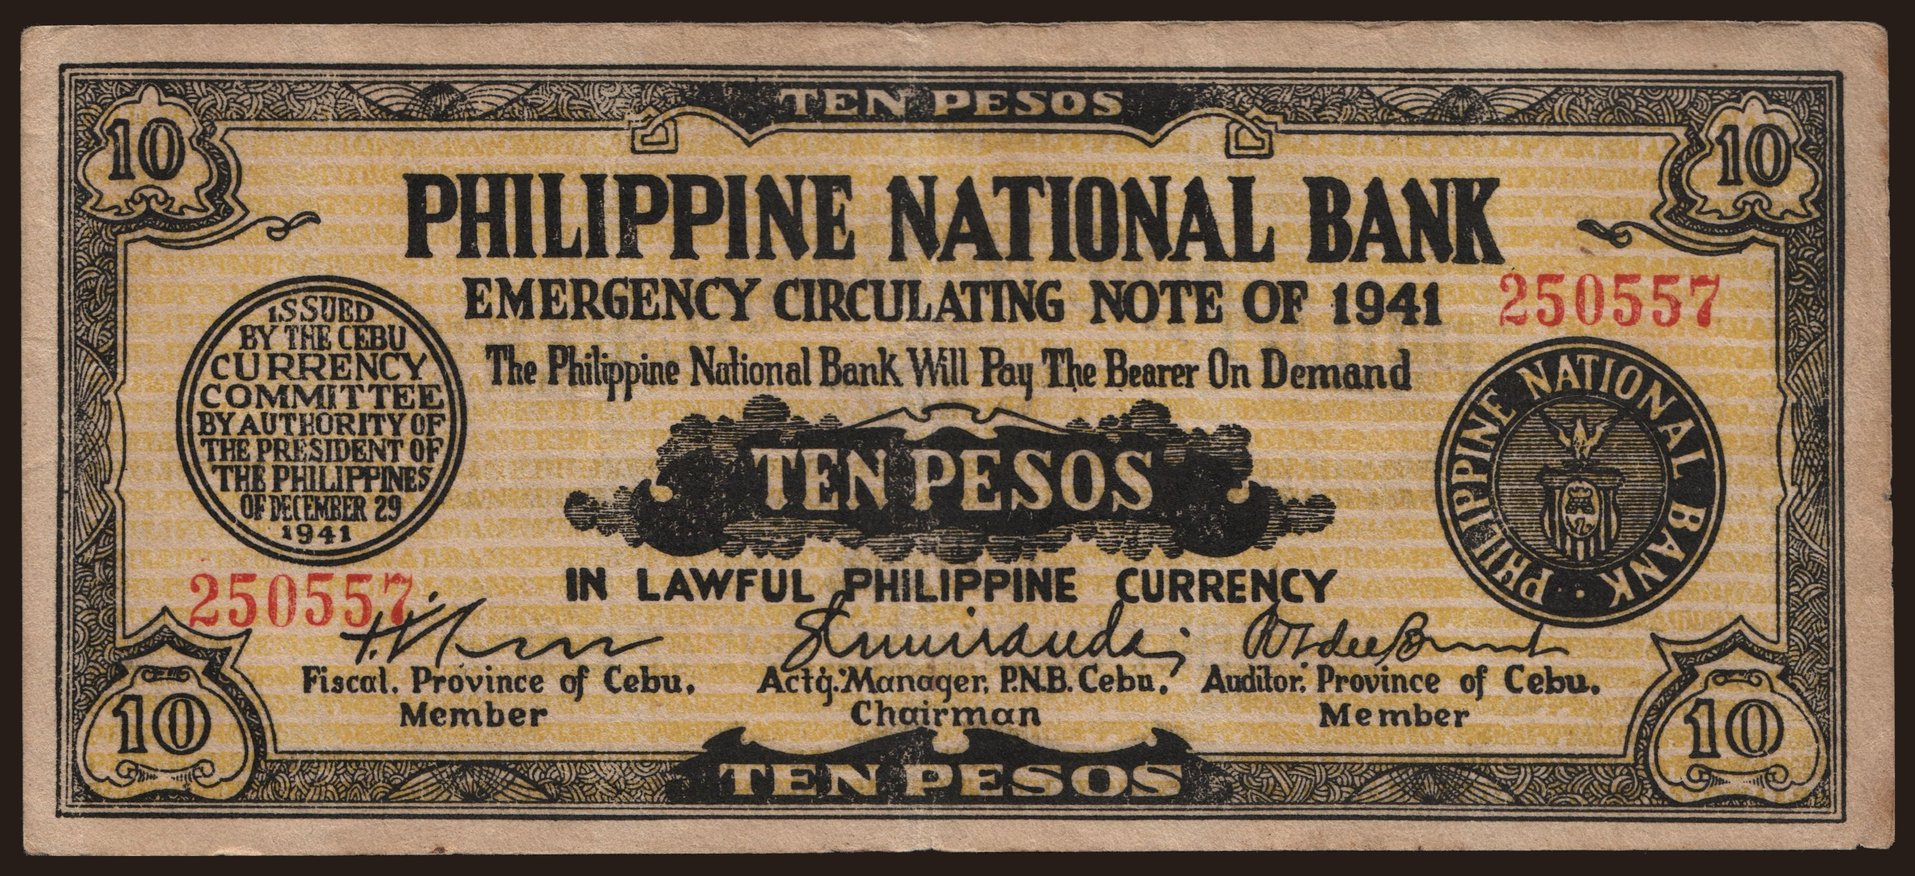 TEN PESOS
10
10
PHILIPPINE NATIONAL BANK
EMERGENCY CIRCULATING NOTE OF 1941
250557
ISSUED
BY THE CEBU
CURRENCY
COMMITTEE
BY AUTHORITY OF
THE PRESIDENT OF
THE PHILIPPINES
OF DECEMBER 29
1941
The Philippine National Bank Will Pay The Bearer On Demand
PHILIPPINE NATIONAL BANK
TEN PESOS
IN LAWFUL PHILIPPINE CURRENCY
250557
Fiscal, Province of Cebu,
Member
Actg. Manager, P.N.B. Cebu,
Chairman
Auditor, Province of Cebu,
Member
10
10
TEN PESOS